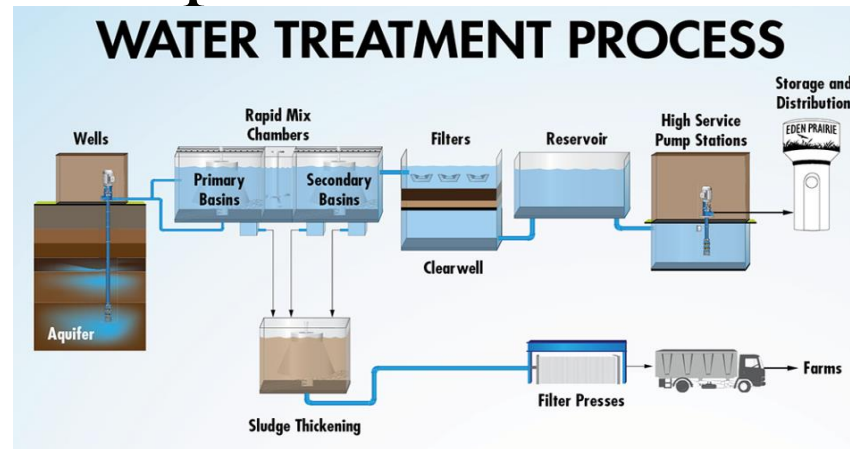 WATER TREATMENT PROCESS
Storage and
Distribution
Rapid Mix
Chambers
High Service
Pump Stations
Wells
Filters
Reservoir
EDEN PRAIRIE
Primary
Basins
Secondary
Basins
Clearwell
Aquifer
Farms
Filter Presses
Sludge Thickening